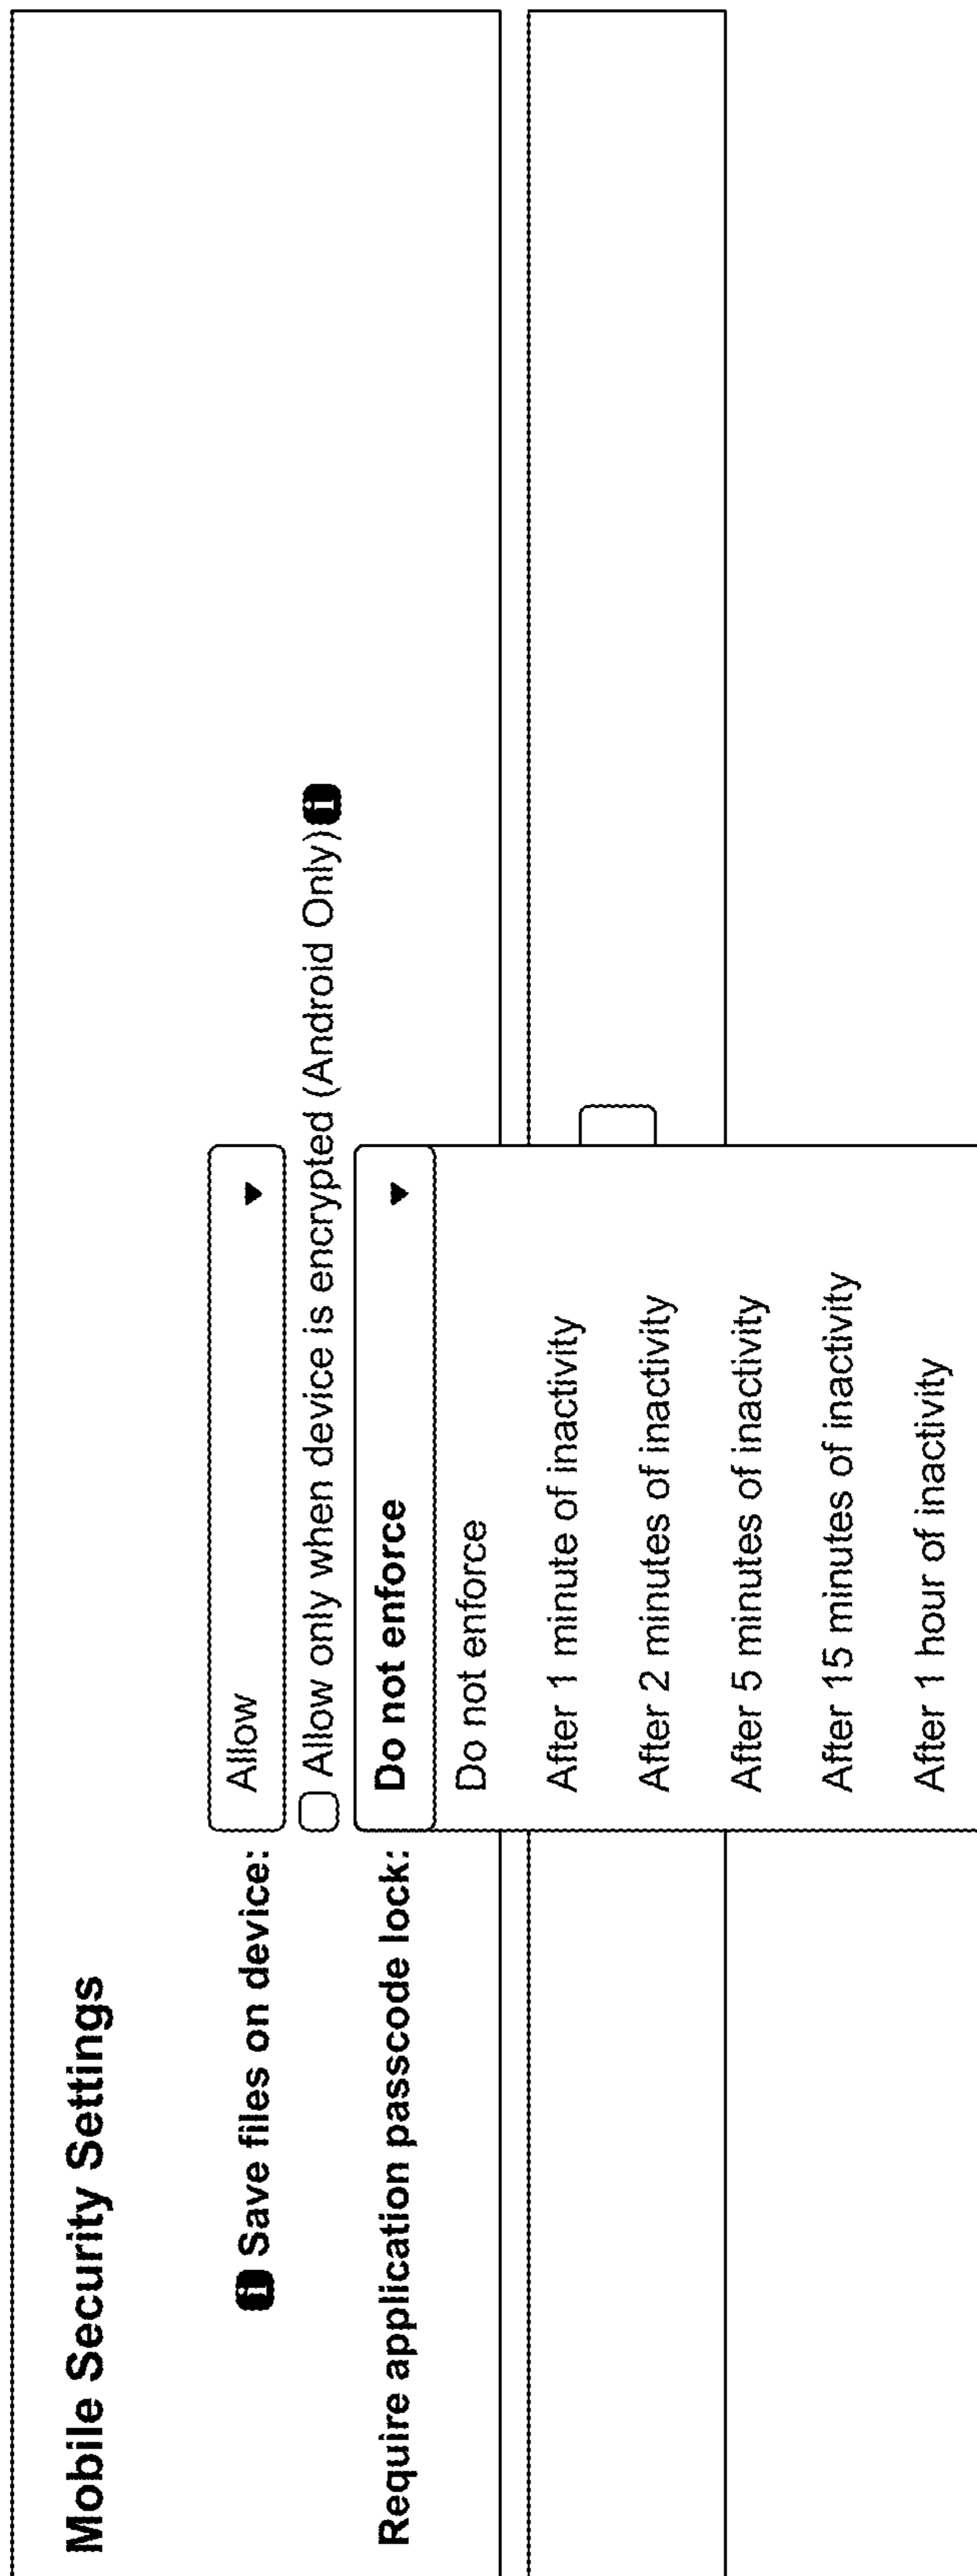 Mobile Security Settings
i Save files on device: Allow
Allow only when device is encrypted (Android Only) i
Require application passcode lock: Do not enforce
Do not enforce
After 1 minute of inactivity
After 2 minutes of inactivity
After 5 minutes of inactivity
After 15 minutes of inactivity
After 1 hour of inactivity